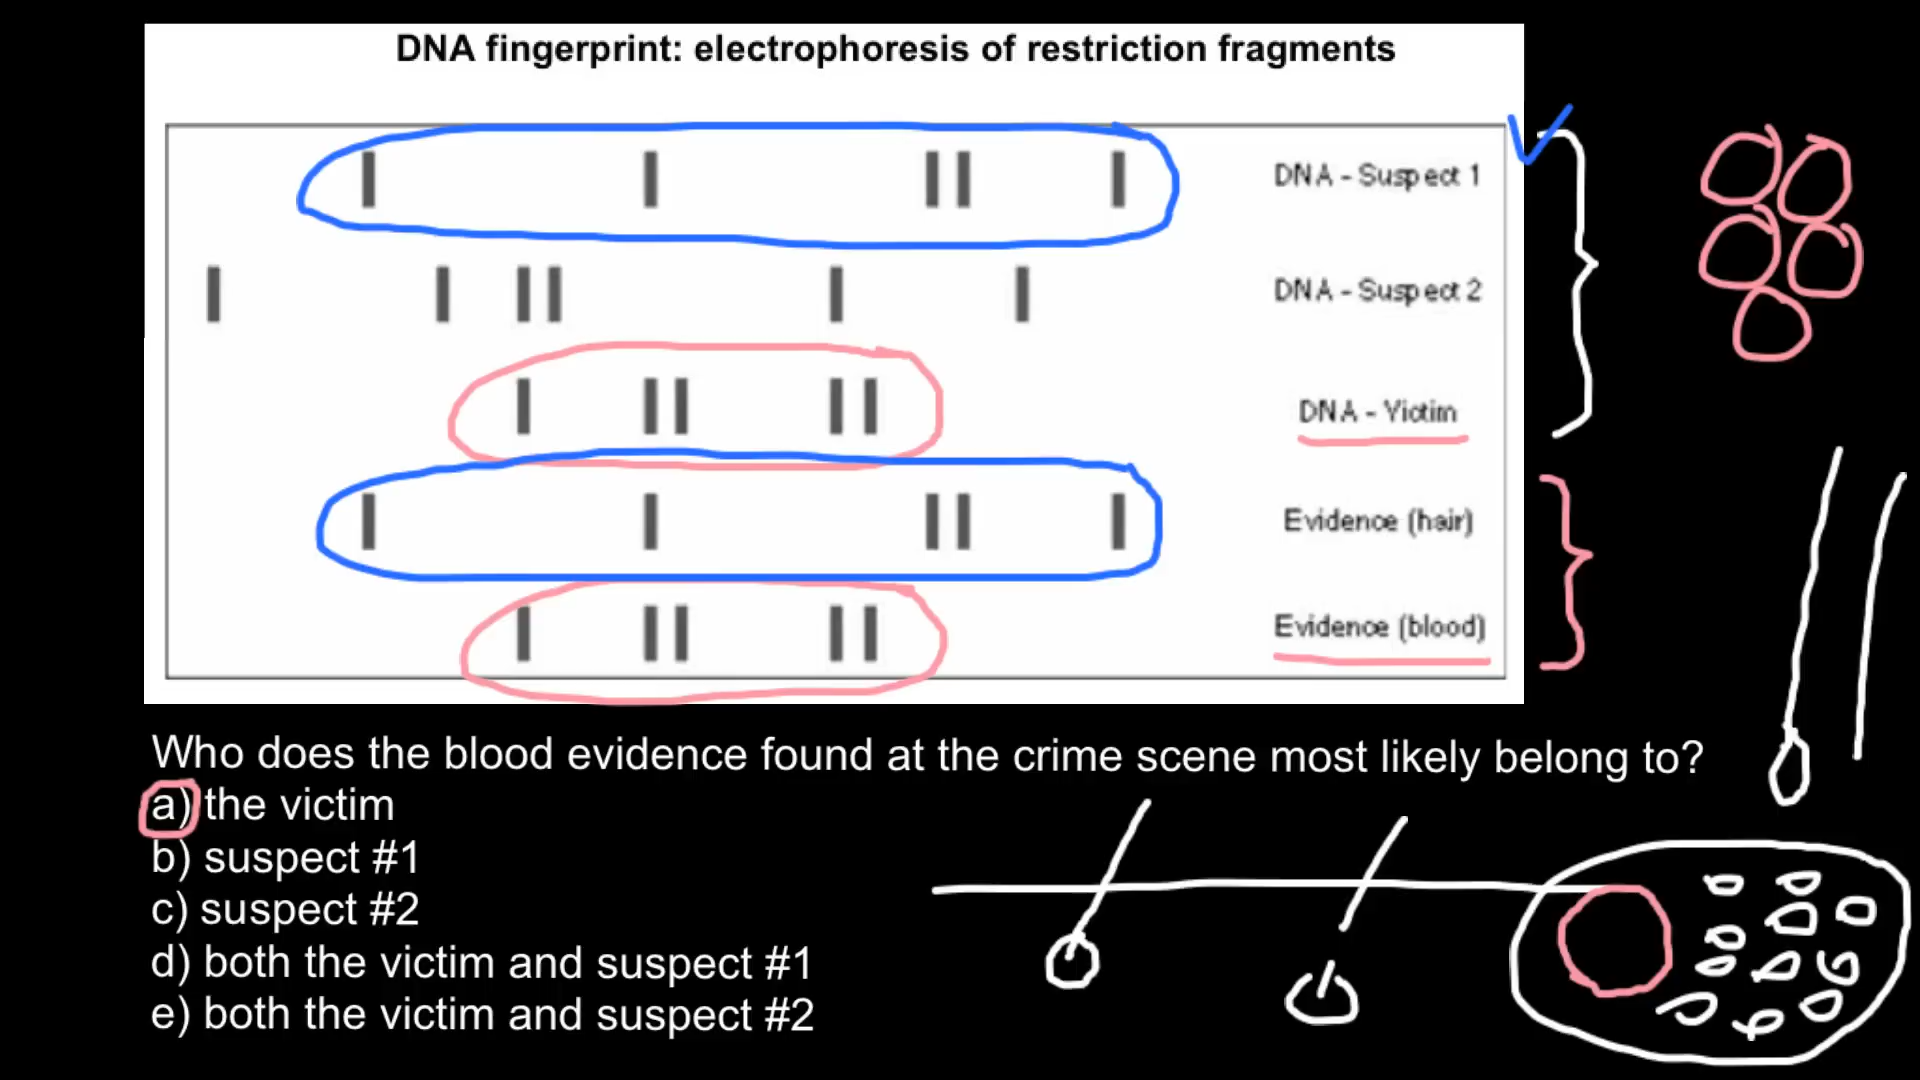 DNA fingerprint: electrophoresis of restriction fragments
DNA - Suspect 1
DNA - Suspect 2
DNA - Victim
Evidence (hair)
Evidence (blood)
Who does the blood evidence found at the crime scene most likely belong to?
a) the victim
b) suspect #1
c) suspect #2
d) both the victim and suspect #1
e) both the victim and suspect #2